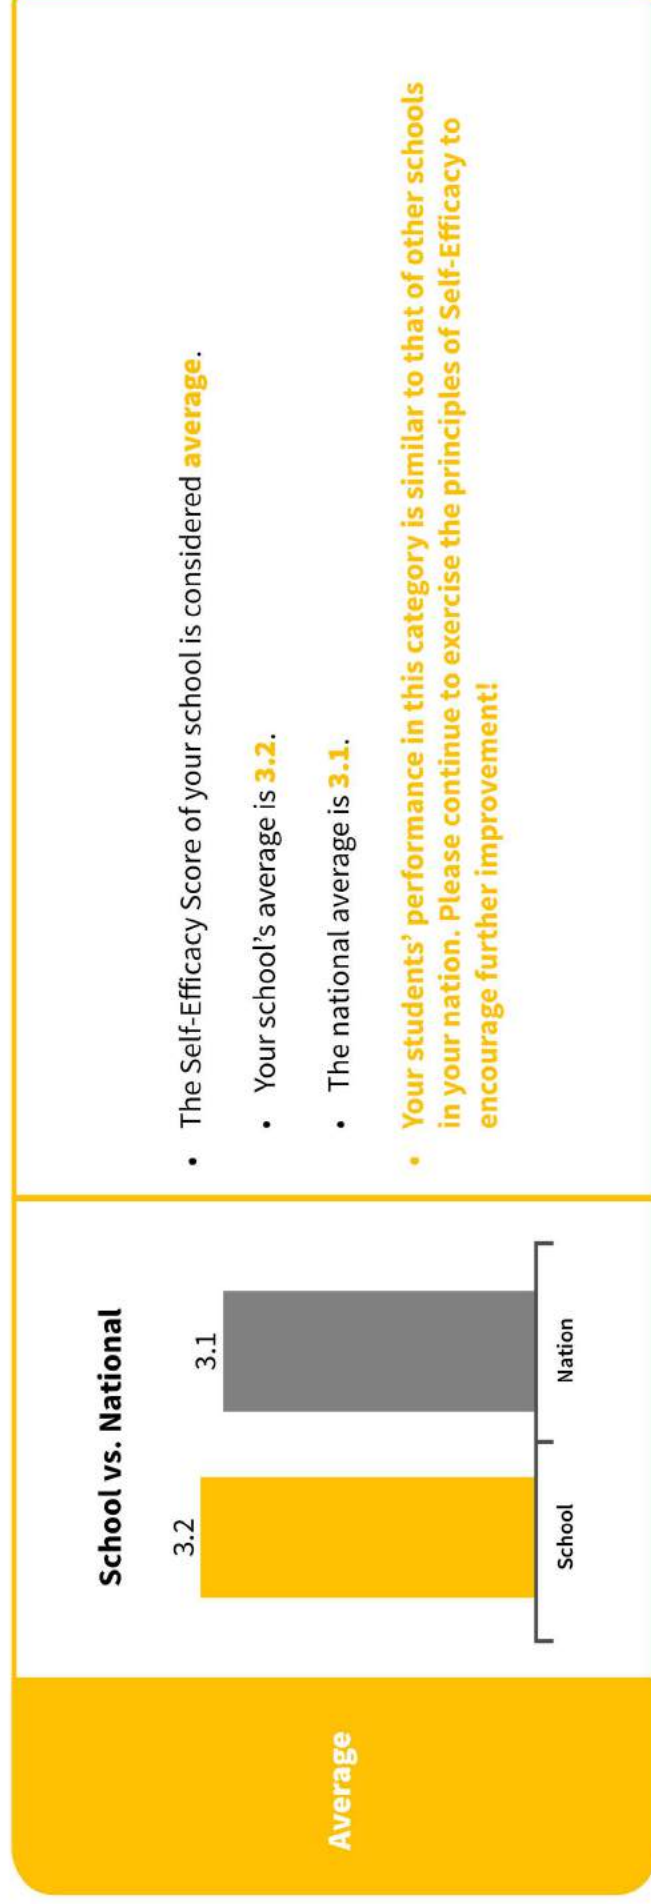 Average
School vs. National
3.2
3.1
School
Nation
• The Self-Efficacy Score of your school is considered average.
• Your school’s average is 3.2.
• The national average is 3.1.
• Your students’ performance in this category is similar to that of other schools
in your nation. Please continue to exercise the principles of Self-Efficacy to
encourage further improvement!